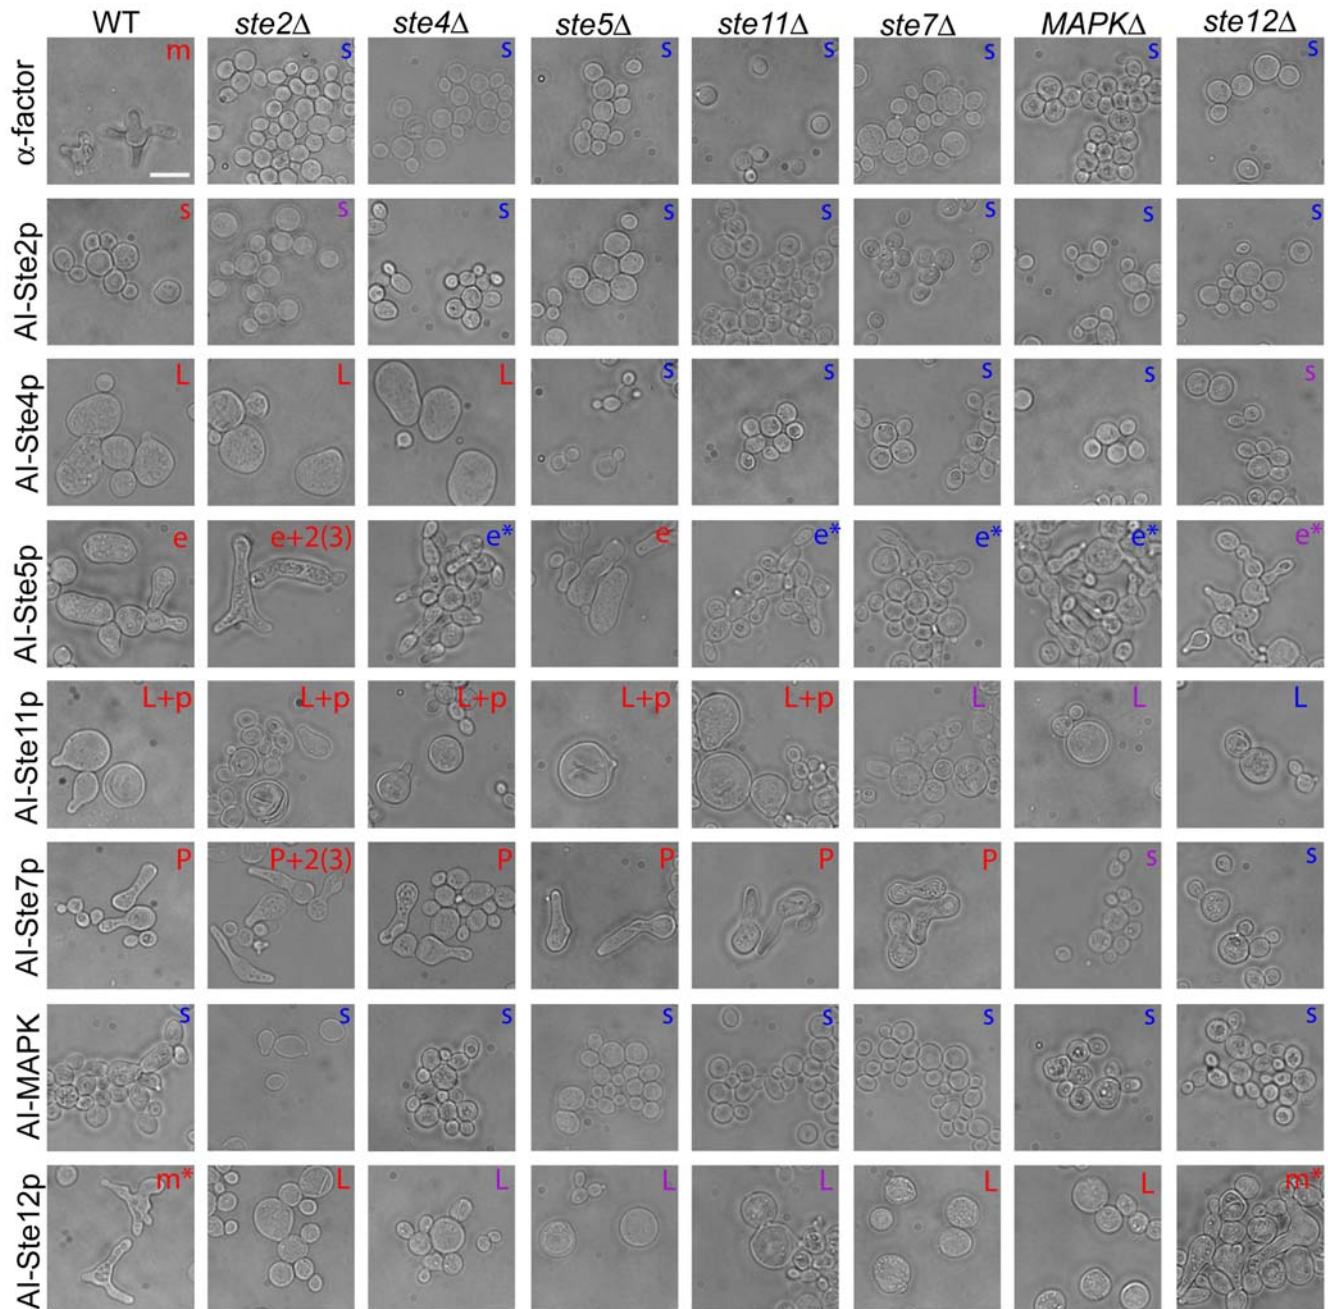 WT ste2Δ ste4Δ ste5Δ ste11Δ ste7Δ MAPKΔ ste12Δ
α-factor m s s s s s s s
AI-Ste2p s s s s s s s s
AI-Ste4p L L L s s s s s
AI-Ste5p e e+2(3) e* e e* e* e* e*
AI-Ste11p L+p L+p L+p L+p L+p L L L
AI-Ste7p P P+2(3) P P P P s s
AI-MAPK s s s s s s s s
AI-Ste12p m* L L L L L L m*